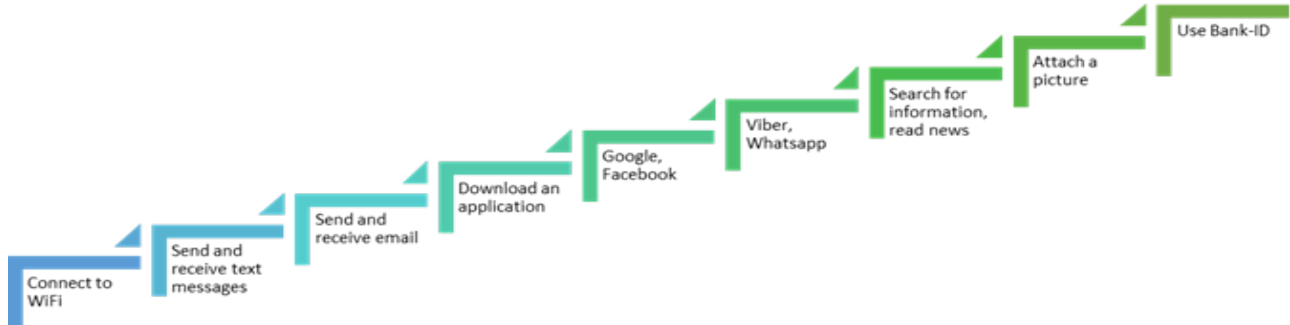 Connect to
WiFi
Send and
receive text
messages
Send and
receive email
Download an
application
Google,
Facebook
Viber,
Whatsapp
Search for
information,
read news
Attach a
picture
Use Bank-ID